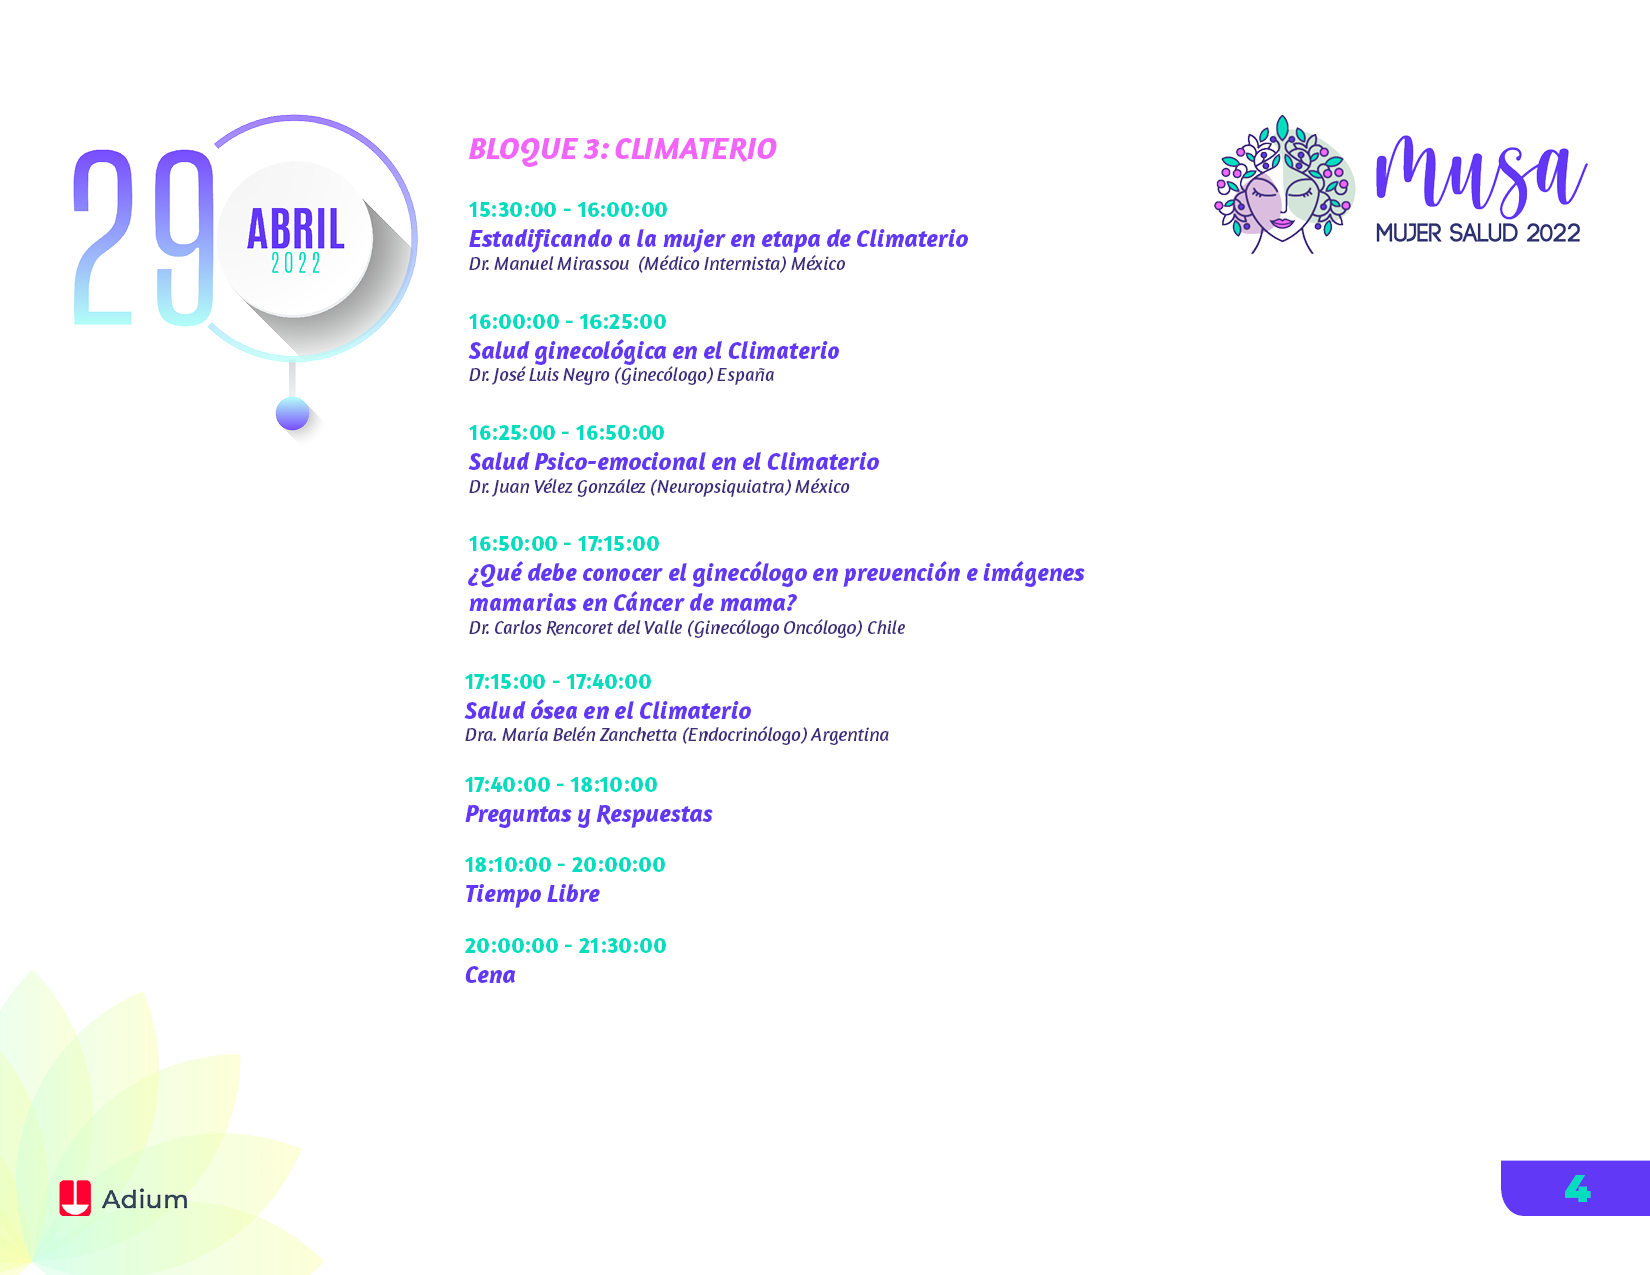 29
ABRIL
2022
BLOQUE 3: CLIMATERIO
15:30:00 - 16:00:00
Estadificando a la mujer en etapa de Climaterio
Dr. Manuel Mirassou (Médico Internista) México
16:00:00 - 16:25:00
Salud ginecológica en el Climaterio
Dr. José Luis Neyro (Ginecólogo) España
16:25:00 - 16:50:00
Salud Psico-emocional en el Climaterio
Dr. Juan Vélez González (Neuropsiquiatra) México
16:50:00 - 17:15:00
¿Qué debe conocer el ginecólogo en prevención e imágenes
mamarias en Cáncer de mama?
Dr. Carlos Rencoret del Valle (Ginecólogo Oncólogo) Chile
17:15:00 - 17:40:00
Salud ósea en el Climaterio
Dra. María Belén Zanchetta (Endocrinólogo) Argentina
17:40:00 - 18:10:00
Preguntas y Respuestas
18:10:00 - 20:00:00
Tiempo Libre
20:00:00 - 21:30:00
Cena
musa
MUJER SALUD 2022
Adium
4